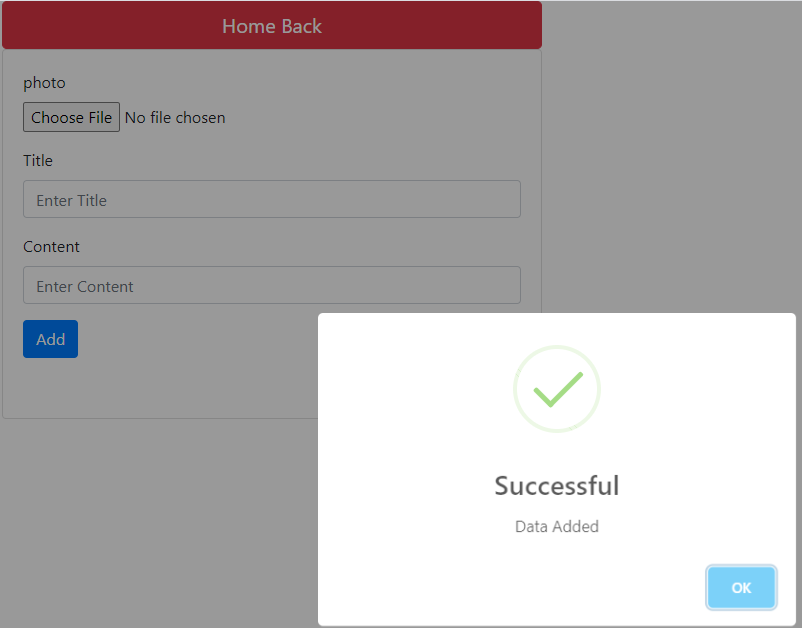 Home Back
photo
Choose File No file chosen
Title
Enter Title
Content
Enter Content
Add
Successful
Data Added
OK